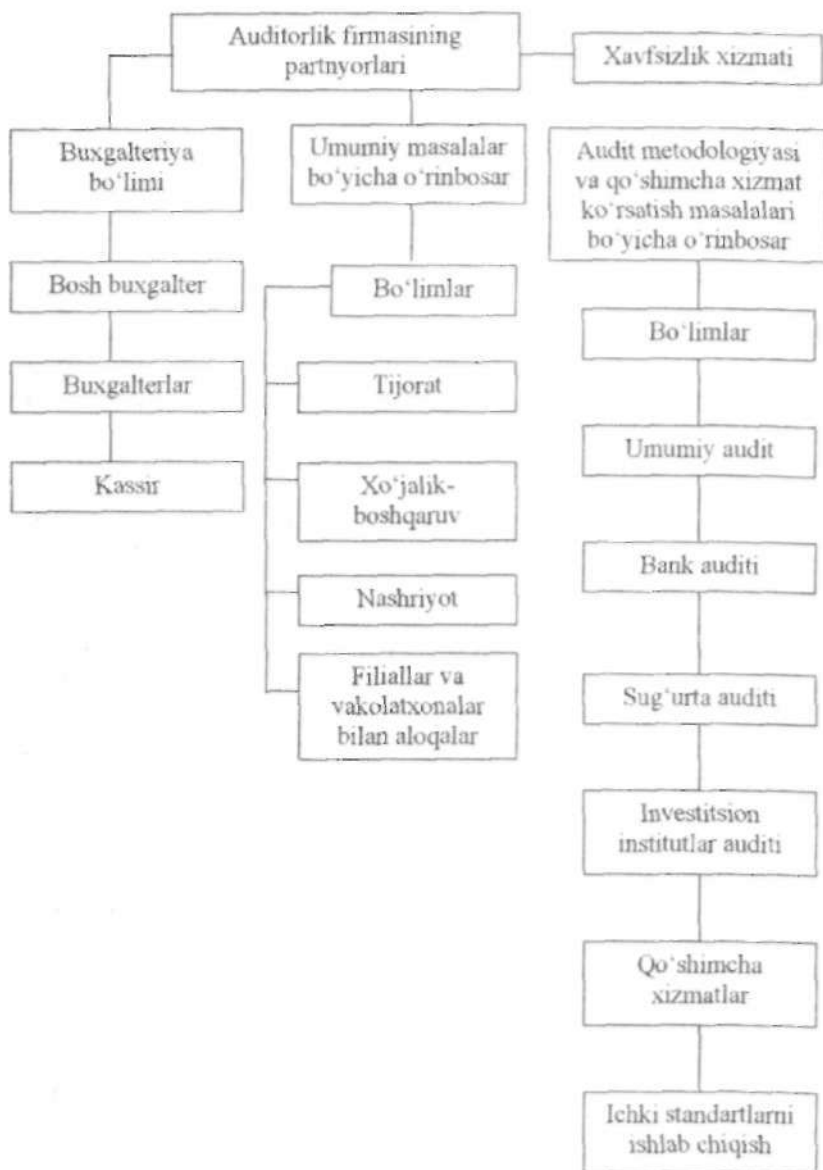 Auditorlik firmasining
partnyorlari
Xavfsizlik xizmati
Buxgalteriya
bo‘limi
Bosh buxgalter
Buxgalterlar
Kassir
Umumiy masalalar
bo‘yicha o‘rinbosar
Bo‘limlar
Tijorat
Xo‘jalik-
boshqaruv
Nashriyot
Filiallar va
vakolatxonalar
bilan aloqalar
Audit metodologiyasi
va qo‘shimcha xizmat
ko‘rsatish masalalari
bo‘yicha o‘rinbosar
Bo‘limlar
Umumiy audit
Bank auditi
Sug‘urta auditi
Investitsion
institutlar auditi
Qo‘shimcha
xizmatlar
Ichki standartlarni
ishlab chiqish